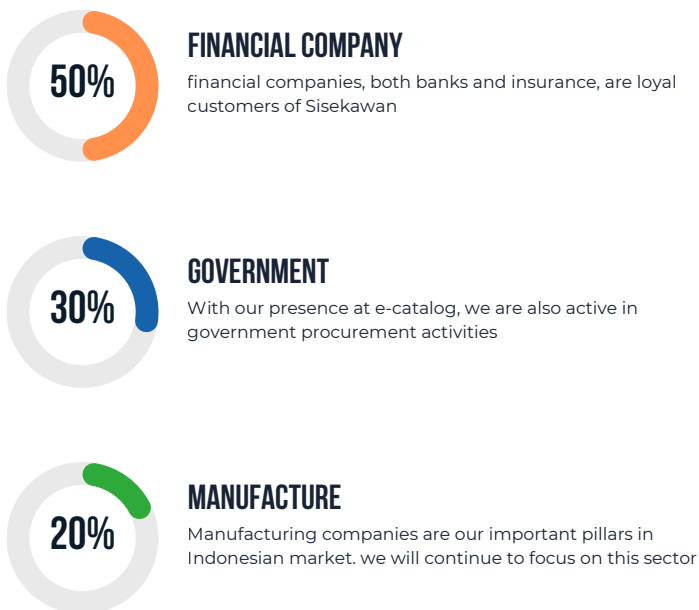 50%
FINANCIAL COMPANY
financial companies, both banks and insurance, are loyal
customers of Sisekawan
30%
GOVERNMENT
With our presence at e-catalog, we are also active in
government procurement activities
20%
MANUFACTURE
Manufacturing companies are our important pillars in
Indonesian market. we will continue to focus on this sector